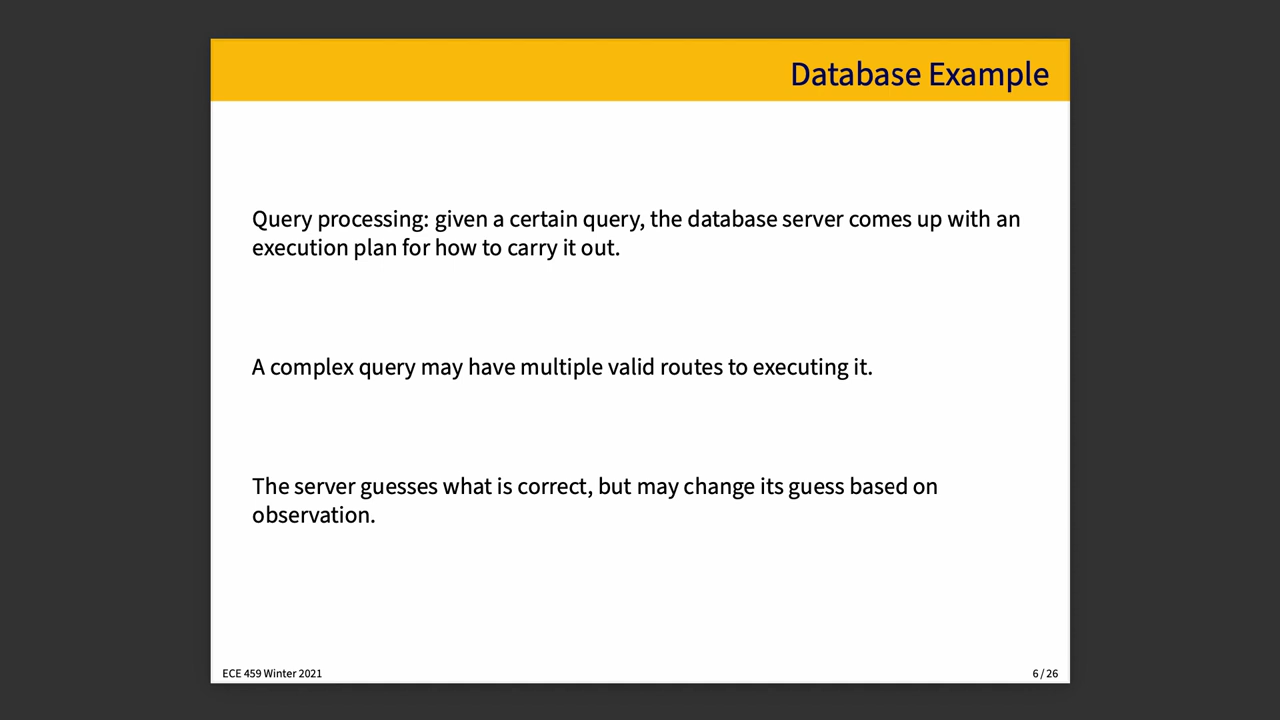 Database Example
Query processing: given a certain query, the database server comes up with an
execution plan for how to carry it out.
A complex query may have multiple valid routes to executing it.
The server guesses what is correct, but may change its guess based on
observation.
ECE 459 Winter 2021
6 / 26